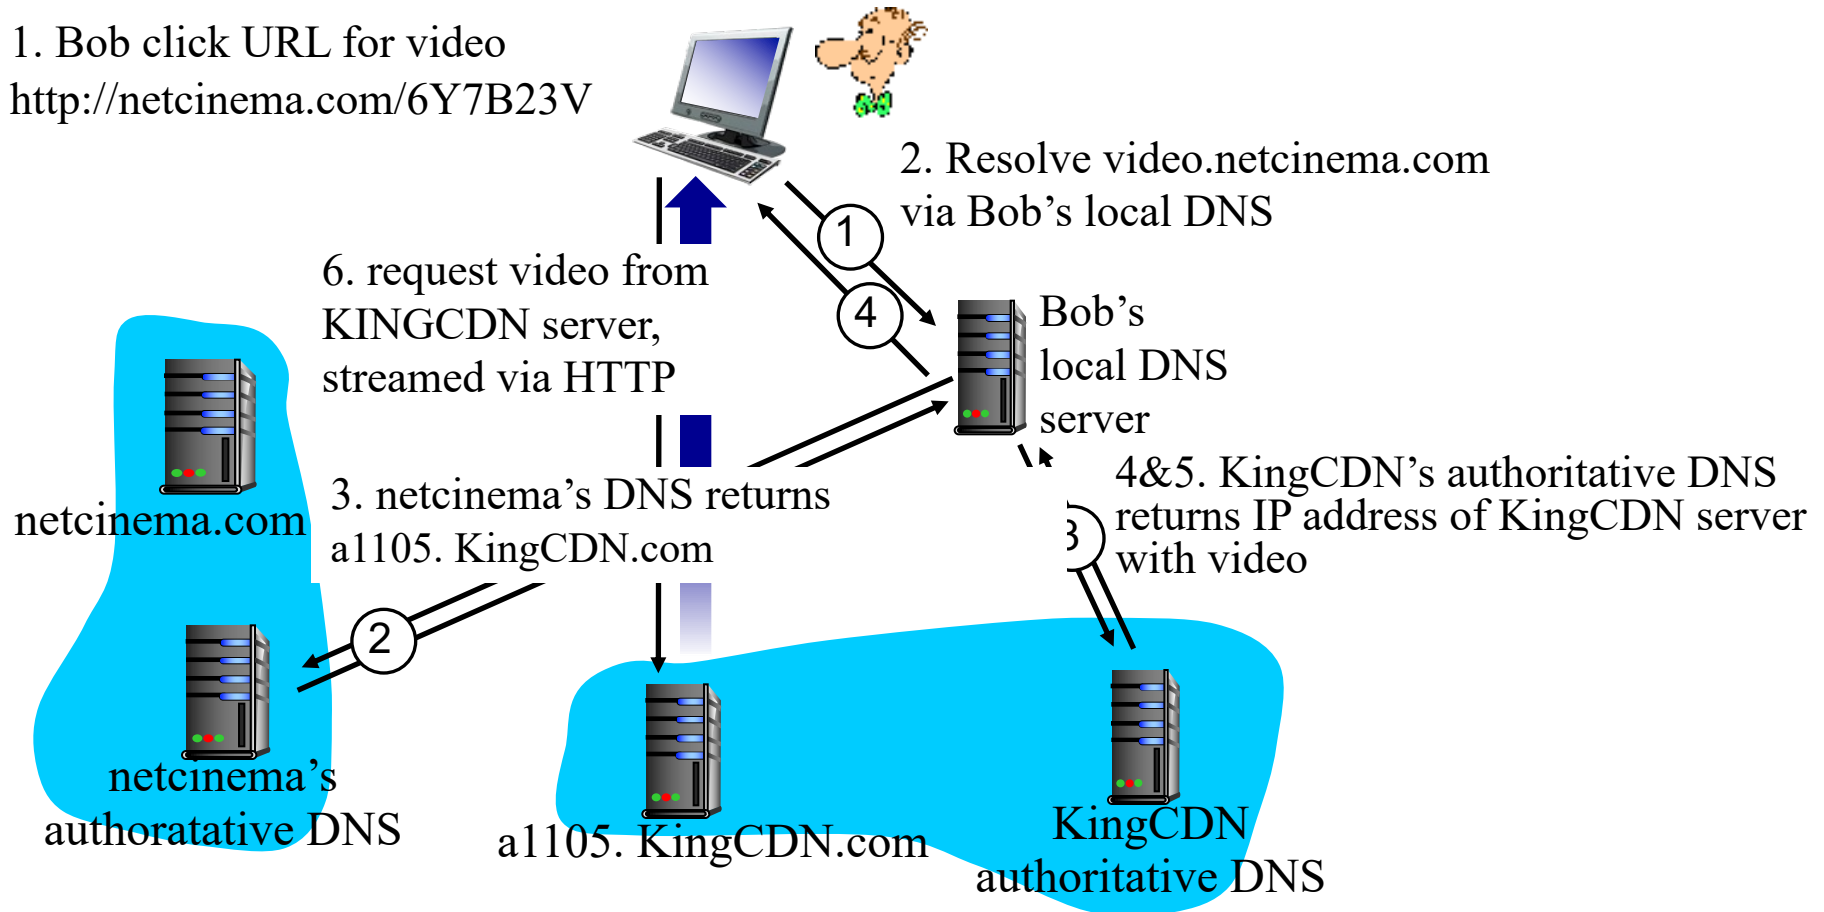 1. Bob click URL for video
http://netcinema.com/6Y7B23V
2. Resolve video.netcinema.com
via Bob’s local DNS
1
4
6. request video from
KINGCDN server,
streamed via HTTP
Bob’s
local DNS
server
netcinema.com
3. netcinema’s DNS returns
a1105. KingCDN.com
4&5. KingCDN’s authoritative DNS
returns IP address of KingCDN server
with video
3
2
netcinema’s
authoratative DNS
a1105. KingCDN.com
KingCDN
authoritative DNS